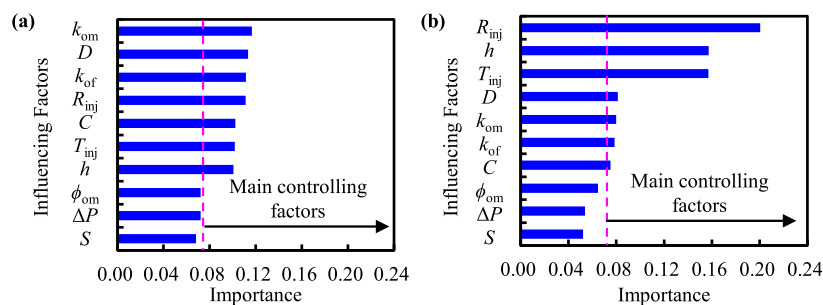 (a)
Influencing Factors
k_om
D
k_of
R_inj
C
T_inj
h
ϕ_om
ΔP
S
Main controlling
factors
0.00 0.04 0.08 0.12 0.16 0.20 0.24
Importance
(b)
Influencing Factors
R_inj
h
T_inj
D
k_om
k_of
C
ϕ_om
ΔP
S
Main controlling
factors
0.00 0.04 0.08 0.12 0.16 0.20 0.24
Importance